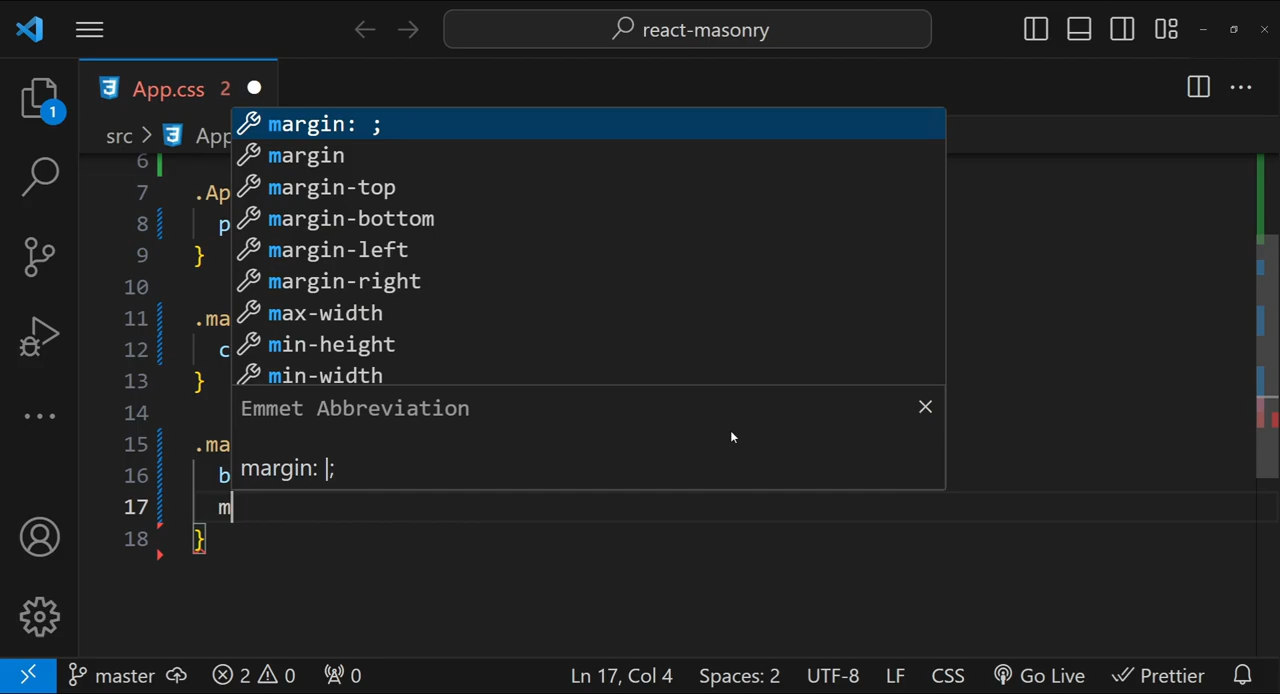 react-masonry
App.css 2
src > App
6
7 .Ap
8 p
9 }
10
11 .ma
12 c
13 }
14
15 .ma
16 b
17 m
18 }
margin: ;
margin
margin-top
margin-bottom
margin-left
margin-right
max-width
min-height
min-width
Emmet Abbreviation
margin: |;
1
master 2 0 0 Ln 17, Col 4 Spaces: 2 UTF-8 LF CSS Go Live Prettier